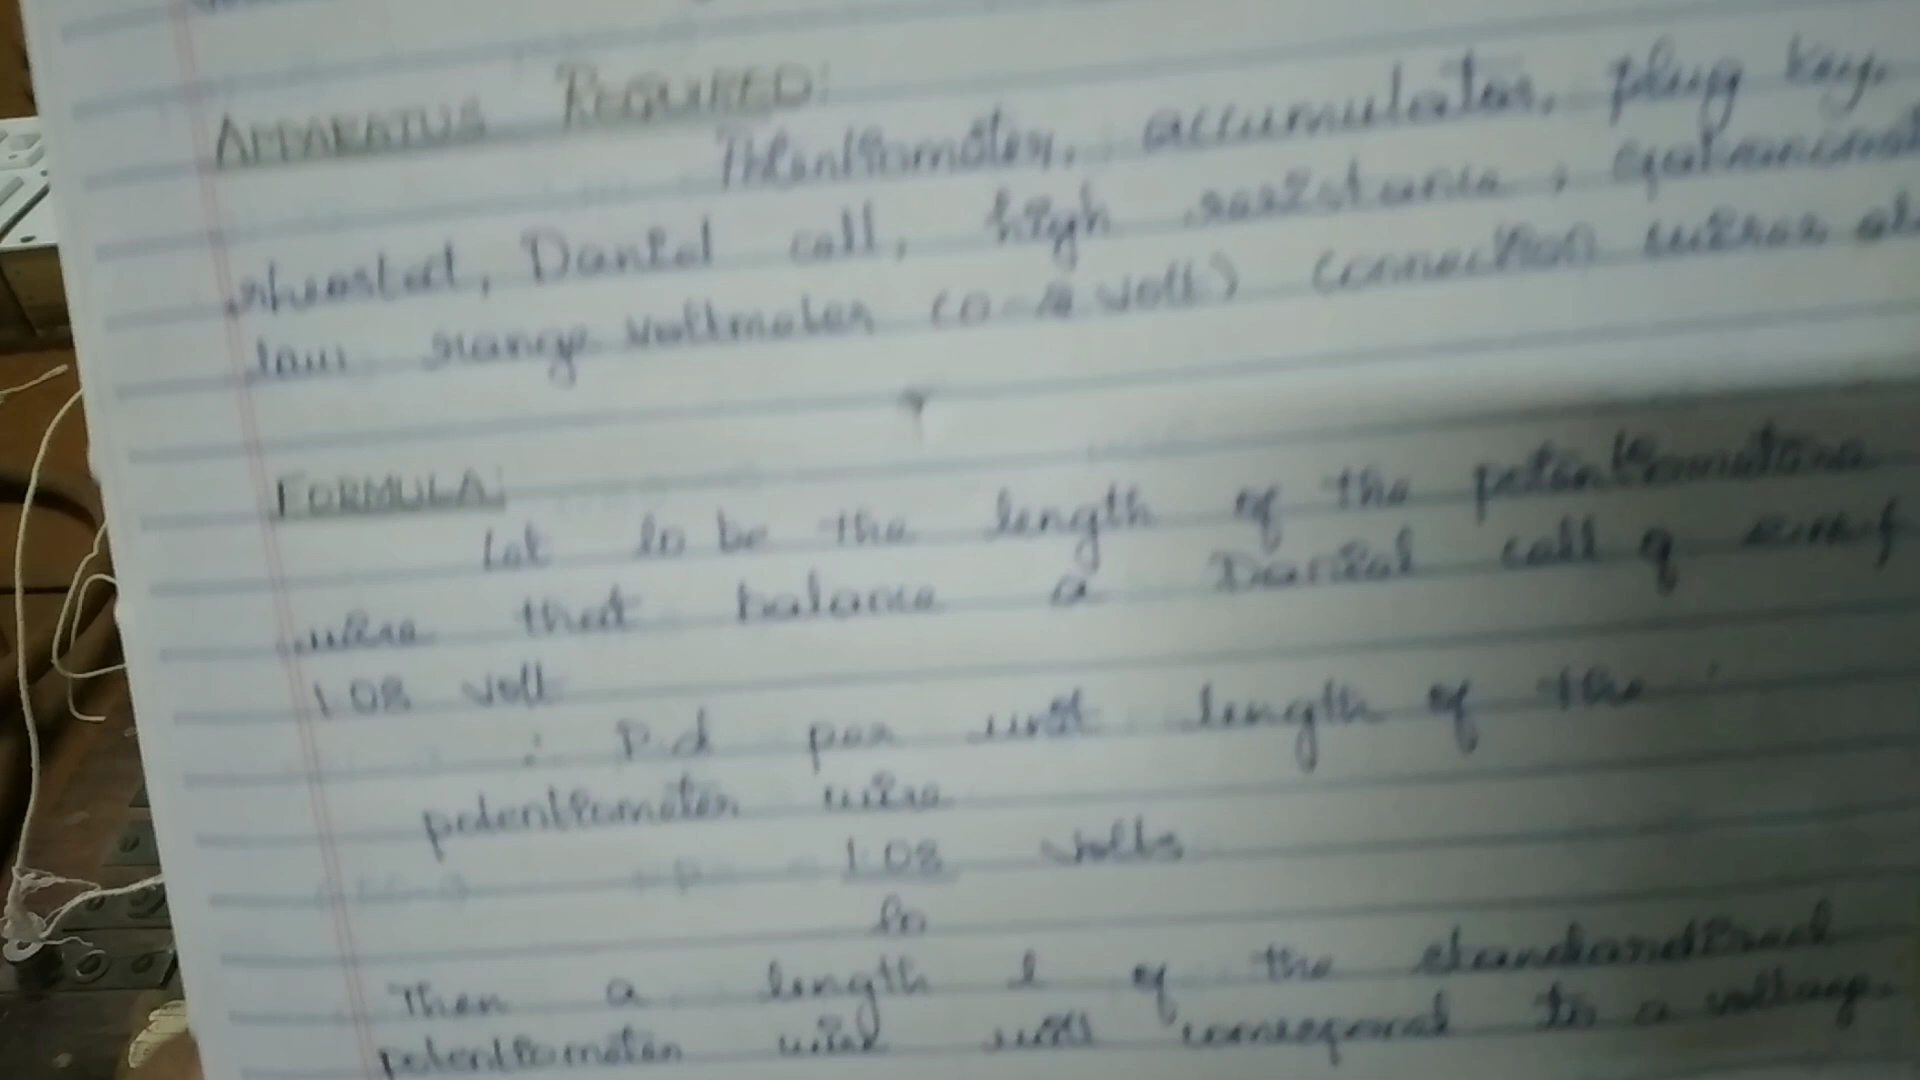 APPARATUS REQUIRED:
Potentiometer, accumulator, plug key,
rheostat, Daniel cell, high resistance, galvanomet
low range voltmeter (0-2 volt) connection wires
FORMULA:
Let lo be the length of the potentiometer
wire that balance a Daniel cell of emf
1.08 volt
∴ P.d per unit length of the
potentiometer wire
1.08 volts
lo
Then a length l of the standardised
potentiometer wire will correspond to a voltage